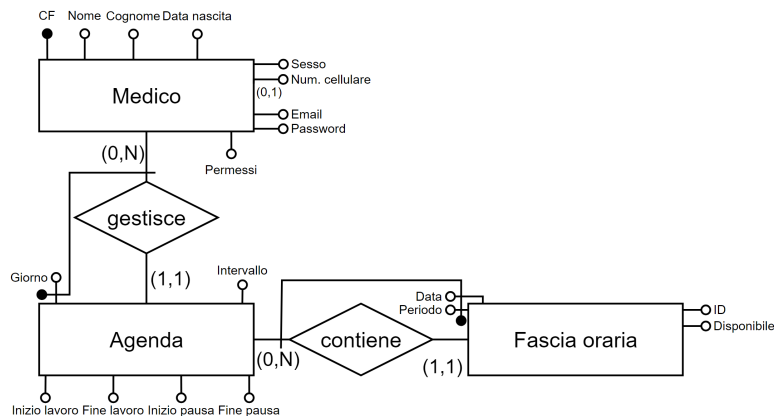 CF Nome Cognome Data nascita
Sesso
Num. cellulare
(0,1)
Medico
Email
Password
(0,N)
Permessi
gestisce
Giorno
(1,1)
Intervallo
Data
Periodo
ID
Disponibile
Agenda
(0,N)
contiene
(1,1)
Fascia oraria
Inizio lavoro Fine lavoro Inizio pausa Fine pausa